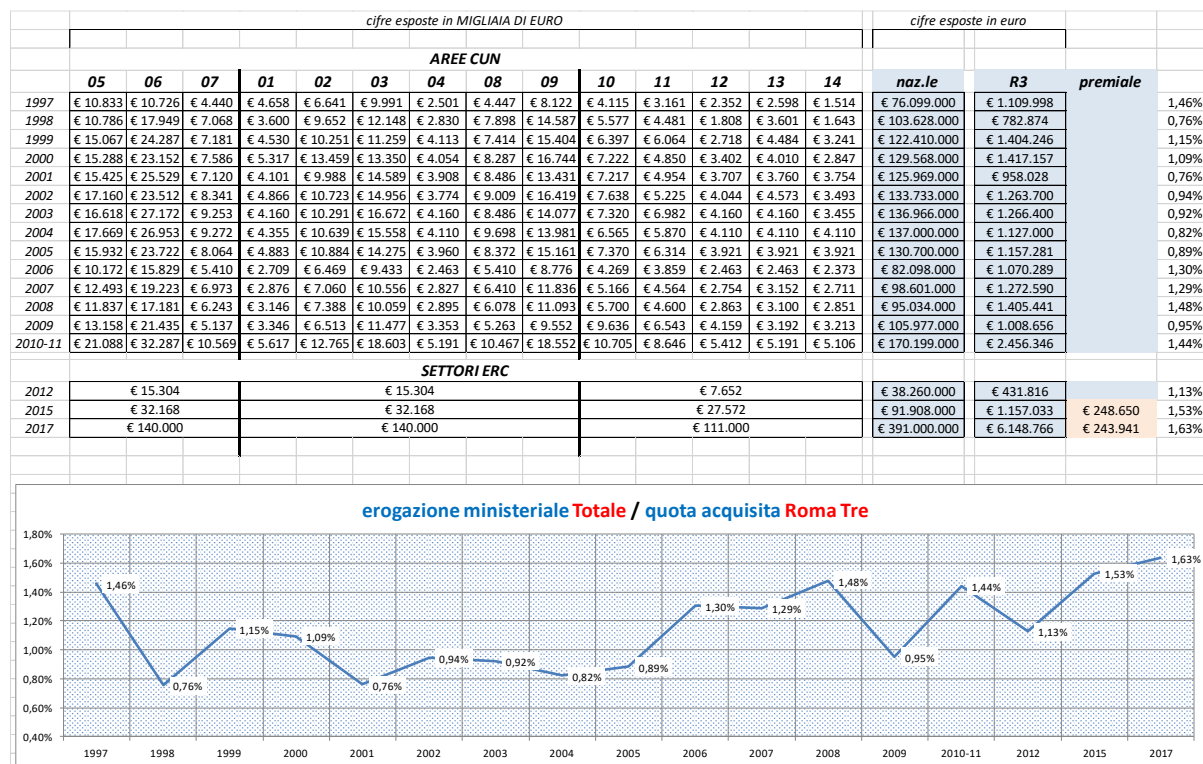 cifre esposte in MIGLIAIA DI EURO cifre esposte in euro
AREE CUN
05 06 07 01 02 03 04 08 09 10 11 12 13 14 naz.le R3 premiale
1997 € 10.833 € 10.726 € 4.440 € 4.658 € 6.641 € 9.991 € 2.501 € 4.447 € 8.122 € 4.115 € 3.161 € 2.352 € 2.598 € 1.514 € 76.099.000 € 1.109.998 1,46%
1998 € 10.786 € 17.949 € 7.068 € 3.600 € 9.652 € 12.148 € 2.830 € 7.898 € 14.587 € 5.577 € 4.481 € 1.808 € 3.601 € 1.643 € 103.628.000 € 782.874 0,76%
1999 € 15.067 € 24.287 € 7.181 € 4.530 € 10.251 € 11.259 € 4.113 € 7.414 € 15.404 € 6.397 € 6.064 € 2.718 € 4.484 € 3.241 € 122.410.000 € 1.404.246 1,15%
2000 € 15.288 € 23.152 € 7.586 € 5.317 € 13.459 € 13.350 € 4.054 € 8.287 € 16.744 € 7.222 € 4.850 € 3.402 € 4.010 € 2.847 € 129.568.000 € 1.417.157 1,09%
2001 € 15.425 € 25.529 € 7.120 € 4.101 € 9.988 € 14.589 € 3.908 € 8.486 € 13.431 € 7.217 € 4.954 € 3.707 € 3.760 € 3.754 € 125.969.000 € 958.028 0,76%
2002 € 17.160 € 23.512 € 8.341 € 4.866 € 10.723 € 14.956 € 3.774 € 9.009 € 16.419 € 7.638 € 5.225 € 4.044 € 4.573 € 3.493 € 133.733.000 € 1.263.700 0,94%
2003 € 16.618 € 27.172 € 9.253 € 4.160 € 10.291 € 16.672 € 4.160 € 8.486 € 14.077 € 7.320 € 6.982 € 4.160 € 4.160 € 3.455 € 136.966.000 € 1.266.400 0,92%
2004 € 17.669 € 26.953 € 9.272 € 4.355 € 10.639 € 15.558 € 4.110 € 9.698 € 13.981 € 6.565 € 5.870 € 4.110 € 4.110 € 4.110 € 137.000.000 € 1.127.000 0,82%
2005 € 15.932 € 23.722 € 8.064 € 4.883 € 10.884 € 14.275 € 3.960 € 8.372 € 15.161 € 7.370 € 6.314 € 3.921 € 3.921 € 3.921 € 130.700.000 € 1.157.281 0,89%
2006 € 10.172 € 15.829 € 5.410 € 2.709 € 6.469 € 9.433 € 2.463 € 5.410 € 8.776 € 4.269 € 3.859 € 2.463 € 2.463 € 2.373 € 82.098.000 € 1.070.289 1,30%
2007 € 12.493 € 19.223 € 6.973 € 2.876 € 7.060 € 10.556 € 2.827 € 6.410 € 11.836 € 5.166 € 4.564 € 2.754 € 3.152 € 2.711 € 98.601.000 € 1.272.590 1,29%
2008 € 11.837 € 17.181 € 6.243 € 3.146 € 7.388 € 10.059 € 2.895 € 6.078 € 11.093 € 5.700 € 4.600 € 2.863 € 3.100 € 2.851 € 95.034.000 € 1.405.441 1,48%
2009 € 13.158 € 21.435 € 5.137 € 3.346 € 6.513 € 11.477 € 3.353 € 5.263 € 9.552 € 9.636 € 6.543 € 4.159 € 3.192 € 3.213 € 105.977.000 € 1.008.656 0,95%
2010-11 € 21.088 € 32.287 € 10.569 € 5.617 € 12.765 € 18.603 € 5.191 € 10.467 € 18.552 € 10.705 € 8.646 € 5.412 € 5.191 € 5.106 € 170.199.000 € 2.456.346 1,44%
SETTORI ERC
2012 € 15.304 € 15.304 € 7.652 € 38.260.000 € 431.816 1,13%
2015 € 32.168 € 32.168 € 27.572 € 91.908.000 € 1.157.033 € 248.650 1,53%
2017 € 140.000 € 140.000 € 111.000 € 391.000.000 € 6.148.766 € 243.941 1,63%
erogazione ministeriale Totale / quota acquisita Roma Tre
1,80%
1,60%
1,40%
1,20%
1,00%
0,80%
0,60%
0,40%
1,46% 0,76% 1,15% 1,09% 0,76% 0,94% 0,92% 0,82% 0,89% 1,30% 1,29% 1,48% 0,95% 1,44% 1,13% 1,53% 1,63%
1997 1998 1999 2000 2001 2002 2003 2004 2005 2006 2007 2008 2009 2010-11 2012 2015 2017